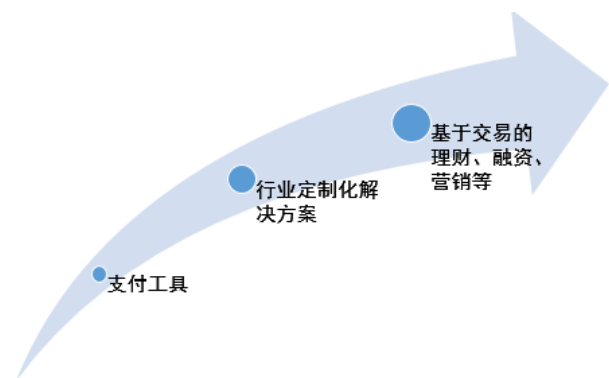 基于交易的
理财、融资、
营销等
行业定制化解
决方案
支付工具